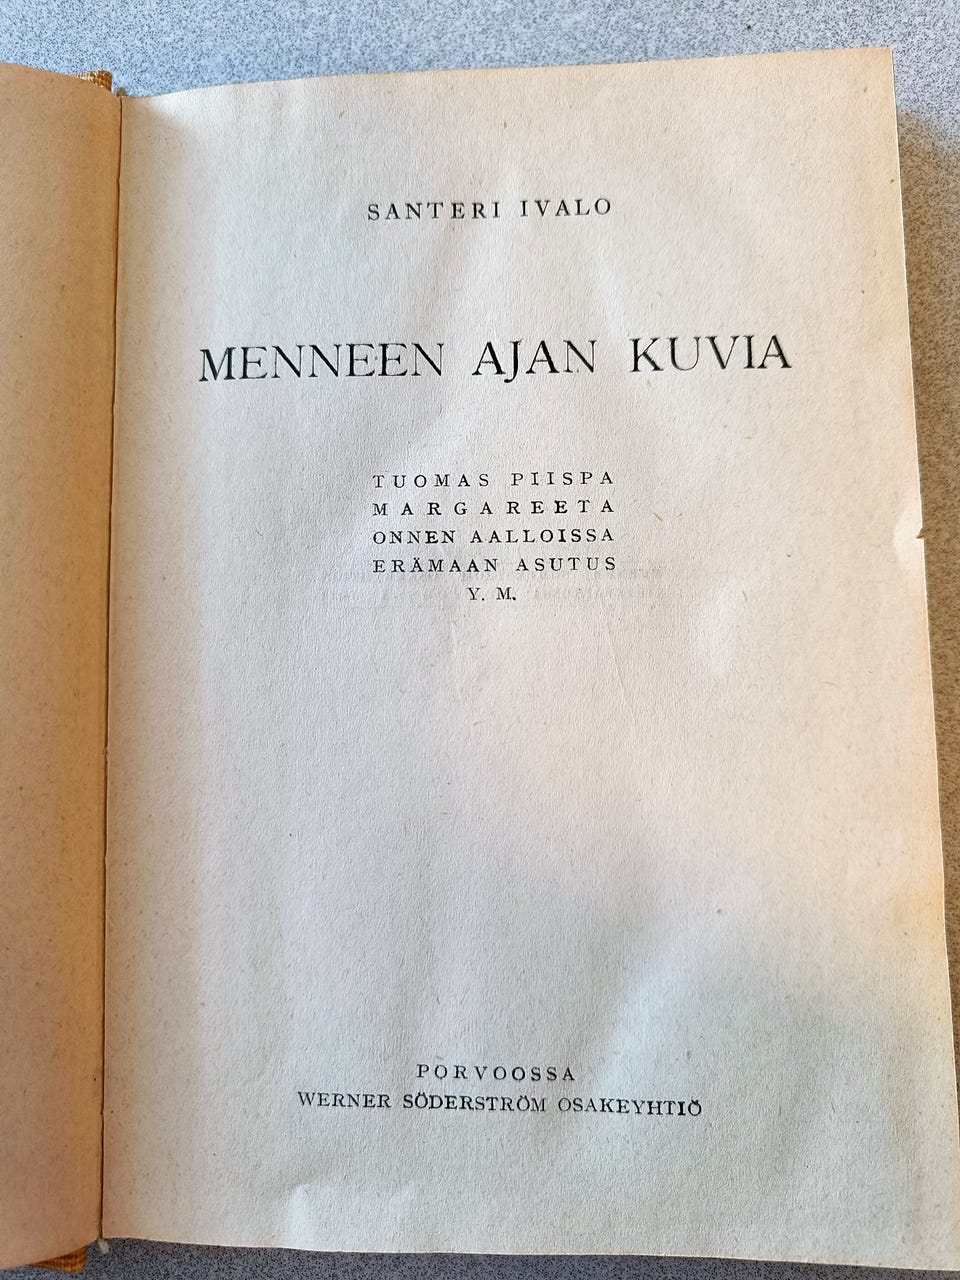 SANTERI IVALO
MENNEEN AJAN KUVIA
TUOMAS PIISPA
MARGAREETA
ONNEN AALLOISSA
ERÄMAAN ASUTUS
Y. M.
PORVOOSSA
WERNER SÖDERSTRÖM OSAKEYHTIÖ